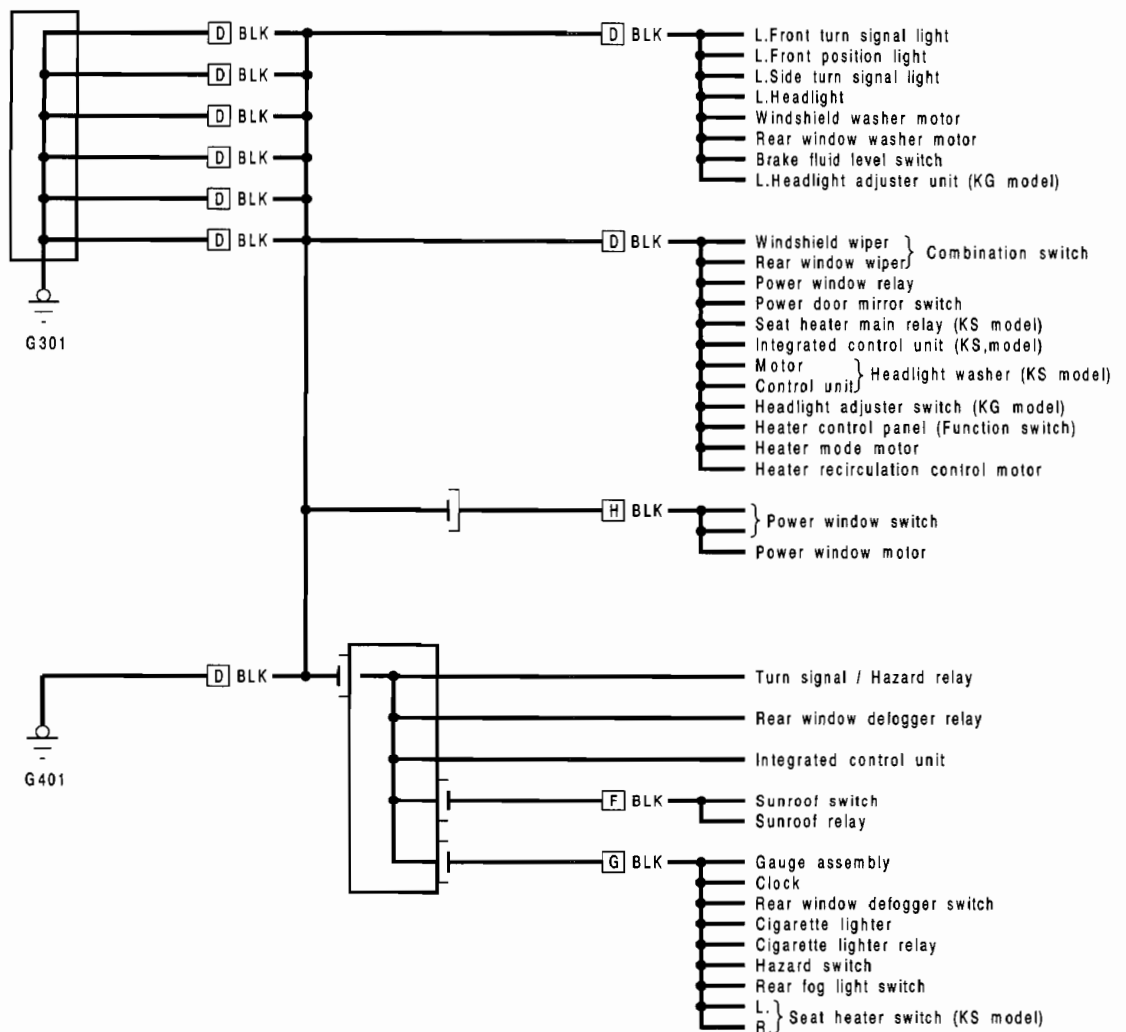 D BLK D BLK L.Front turn signal light
L.Front position light
D BLK L.Side turn signal light
L.Headlight
D BLK Windshield washer motor
Rear window washer motor
D BLK Brake fluid level switch
L.Headlight adjuster unit (KG model)
D BLK
D BLK D BLK Windshield wiper
Rear window wiper
Combination switch
Power window relay
Power door mirror switch
G301
Seat heater main relay (KS model)
Integrated control unit (KS,model)
Motor
Control unit
Headlight washer (KS model)
Headlight adjuster switch (KG model)
Heater control panel (Function switch)
Heater mode motor
Heater recirculation control motor
H BLK Power window switch
Power window motor
D BLK Turn signal / Hazard relay
Rear window defogger relay
Integrated control unit
G401
F BLK Sunroof switch
Sunroof relay
G BLK Gauge assembly
Clock
Rear window defogger switch
Cigarette lighter
Cigarette lighter relay
Hazard switch
Rear fog light switch
L.
R.
Seat heater switch (KS model)